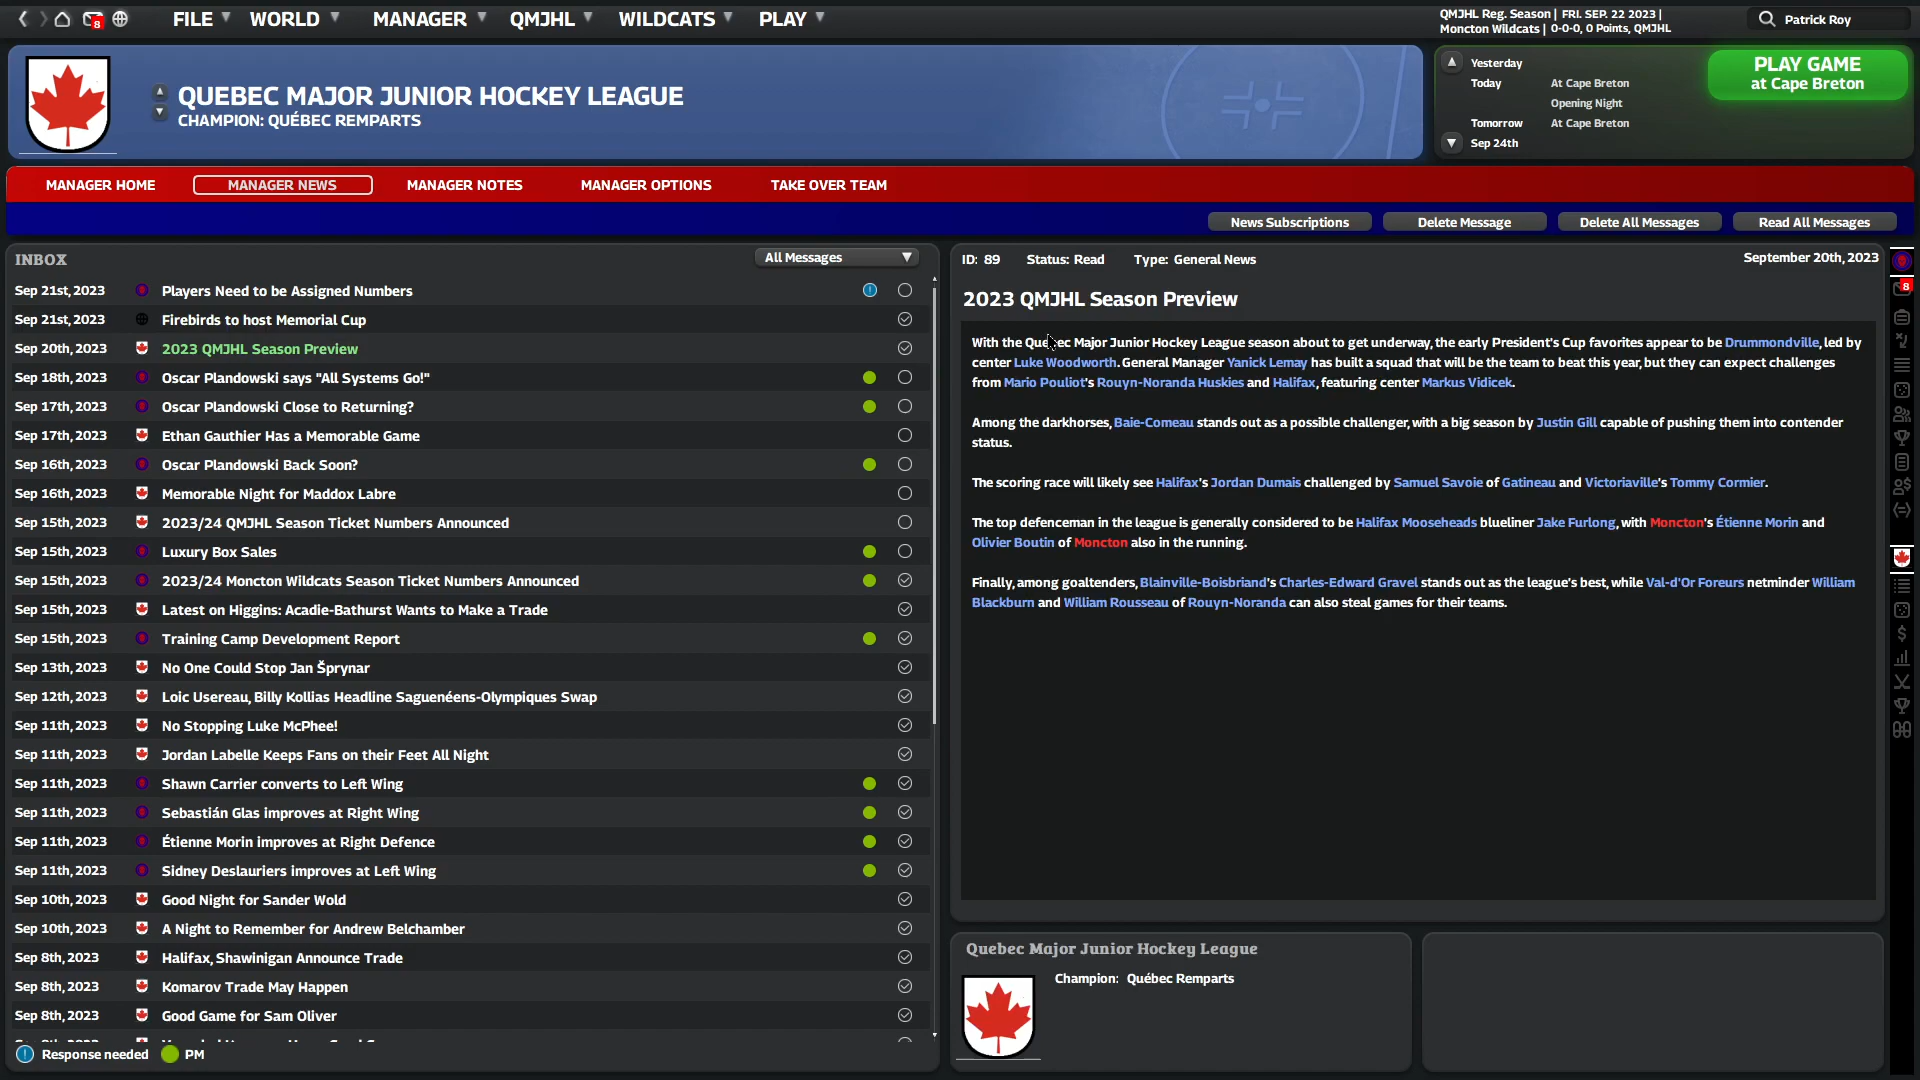 8
FILE
WORLD
MANAGER
QMJHL
WILDCATS
PLAY
QMJHL Reg. Season | FRI. SEP. 22 2023 |
Moncton Wildcats | 0-0-0, 0 Points, QMJHL
Patrick Roy
QUEBEC MAJOR JUNIOR HOCKEY LEAGUE
CHAMPION: QUÉBEC REMPARTS
Yesterday
Today At Cape Breton
Opening Night
Tomorrow At Cape Breton
Sep 24th
PLAY GAME
at Cape Breton
MANAGER HOME
MANAGER NEWS
MANAGER NOTES
MANAGER OPTIONS
TAKE OVER TEAM
News Subscriptions
Delete Message
Delete All Messages
Read All Messages
INBOX
All Messages
Sep 21st, 2023 Players Need to be Assigned Numbers
Sep 21st, 2023 Firebirds to host Memorial Cup
Sep 20th, 2023 2023 QMJHL Season Preview
Sep 18th, 2023 Oscar Plandowski says "All Systems Go!"
Sep 17th, 2023 Oscar Plandowski Close to Returning?
Sep 17th, 2023 Ethan Gauthier Has a Memorable Game
Sep 16th, 2023 Oscar Plandowski Back Soon?
Sep 16th, 2023 Memorable Night for Maddox Labre
Sep 15th, 2023 2023/24 QMJHL Season Ticket Numbers Announced
Sep 15th, 2023 Luxury Box Sales
Sep 15th, 2023 2023/24 Moncton Wildcats Season Ticket Numbers Announced
Sep 15th, 2023 Latest on Higgins: Acadie-Bathurst Wants to Make a Trade
Sep 15th, 2023 Training Camp Development Report
Sep 13th, 2023 No One Could Stop Jan Šprynar
Sep 12th, 2023 Loic Usereau, Billy Kollias Headline Saguenéens-Olympiques Swap
Sep 11th, 2023 No Stopping Luke McPhee!
Sep 11th, 2023 Jordan Labelle Keeps Fans on their Feet All Night
Sep 11th, 2023 Shawn Carrier converts to Left Wing
Sep 11th, 2023 Sebastián Glas improves at Right Wing
Sep 11th, 2023 Étienne Morin improves at Right Defence
Sep 11th, 2023 Sidney Deslauriers improves at Left Wing
Sep 10th, 2023 Good Night for Sander Wold
Sep 10th, 2023 A Night to Remember for Andrew Belchamber
Sep 8th, 2023 Halifax, Shawinigan Announce Trade
Sep 8th, 2023 Komarov Trade May Happen
Sep 8th, 2023 Good Game for Sam Oliver
Response needed
PM
ID: 89 Status: Read Type: General News
September 20th, 2023
2023 QMJHL Season Preview
With the Quebec Major Junior Hockey League season about to get underway, the early President's Cup favorites appear to be Drummondville, led by
center Luke Woodworth. General Manager Yanick Lemay has built a squad that will be the team to beat this year, but they can expect challenges
from Mario Pouliot's Rouyn-Noranda Huskies and Halifax, featuring center Markus Vidicek.
Among the darkhorses, Baie-Comeau stands out as a possible challenger, with a big season by Justin Gill capable of pushing them into contender
status.
The scoring race will likely see Halifax's Jordan Dumais challenged by Samuel Savoie of Gatineau and Victoriaville's Tommy Cormier.
The top defenceman in the league is generally considered to be Halifax Mooseheads blueliner Jake Furlong, with Moncton's Étienne Morin and
Olivier Boutin of Moncton also in the running.
Finally, among goaltenders, Blainville-Boisbriand's Charles-Edward Gravel stands out as the league's best, while Val-d'Or Foreurs netminder William
Blackburn and William Rousseau of Rouyn-Noranda can also steal games for their teams.
8
Quebec Major Junior Hockey League
Champion: Québec Remparts